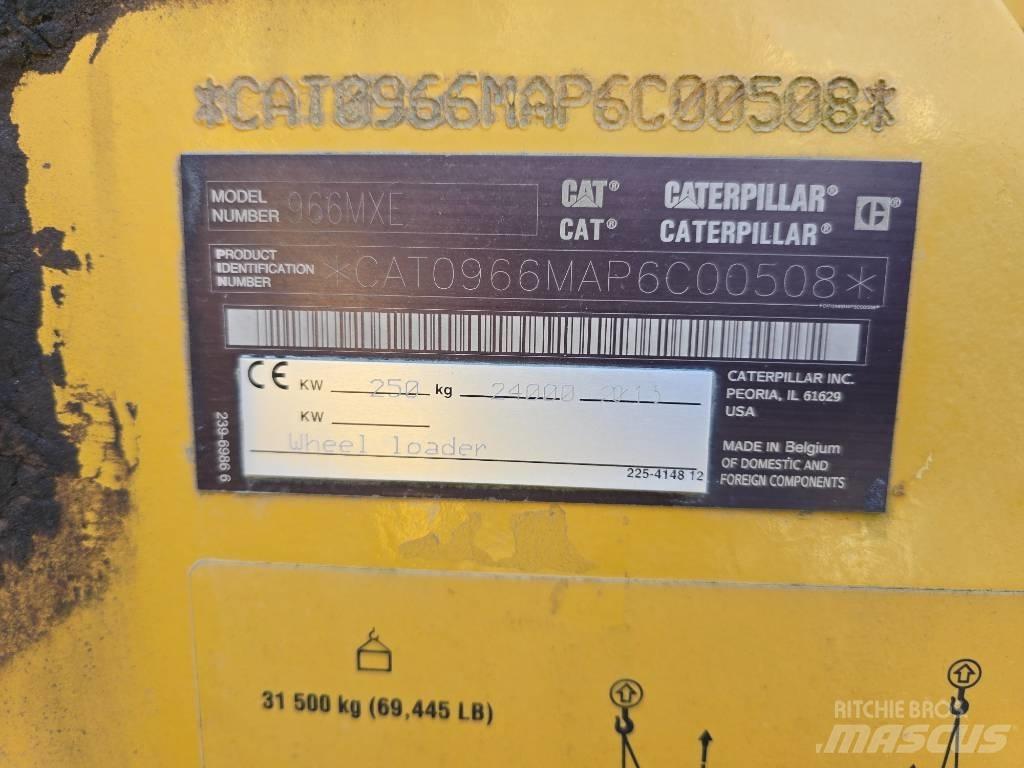 *CAT0966MAP6C00508*
MODEL NUMBER 966MXE
CAT® CATERPILLAR®
CAT® CATERPILLAR®
PRODUCT IDENTIFICATION NUMBER *CAT0966MAP6C00508*
CE KW 250 kg 24000
KW
Wheel loader
225-4148 12
239-6986 6
CATERPILLAR INC.
PEORIA, IL 61629
USA
MADE IN Belgium
OF DOMESTIC AND
FOREIGN COMPONENTS
31 500 kg (69,445 LB)
RITCHIE BROS
MASCUS